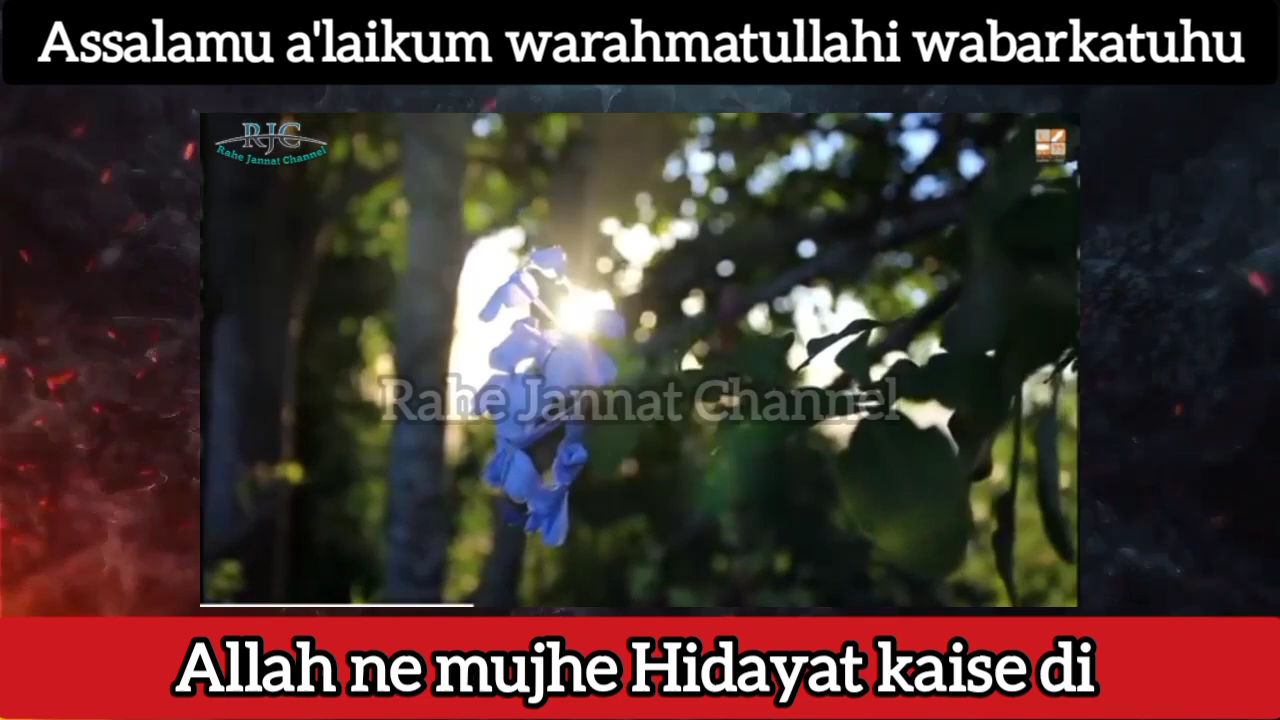 Assalamu a'laikum warahmatullahi wabarkatuhu
RJC
Rahe Jannat Channel
Rahe Jannat Channel
Allah ne mujhe Hidayat kaise di